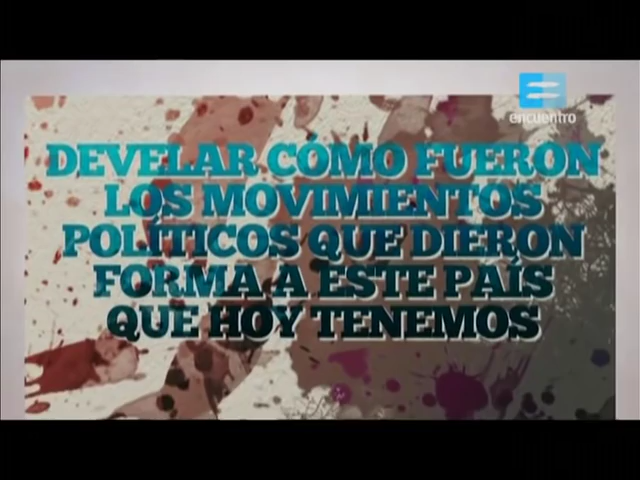 encuentro
DEVELAR CÓMO FUERON
LOS MOVIMIENTOS
POLÍTICOS QUE DIERON
FORMA A ESTE PAÍS
QUE HOY TENEMOS